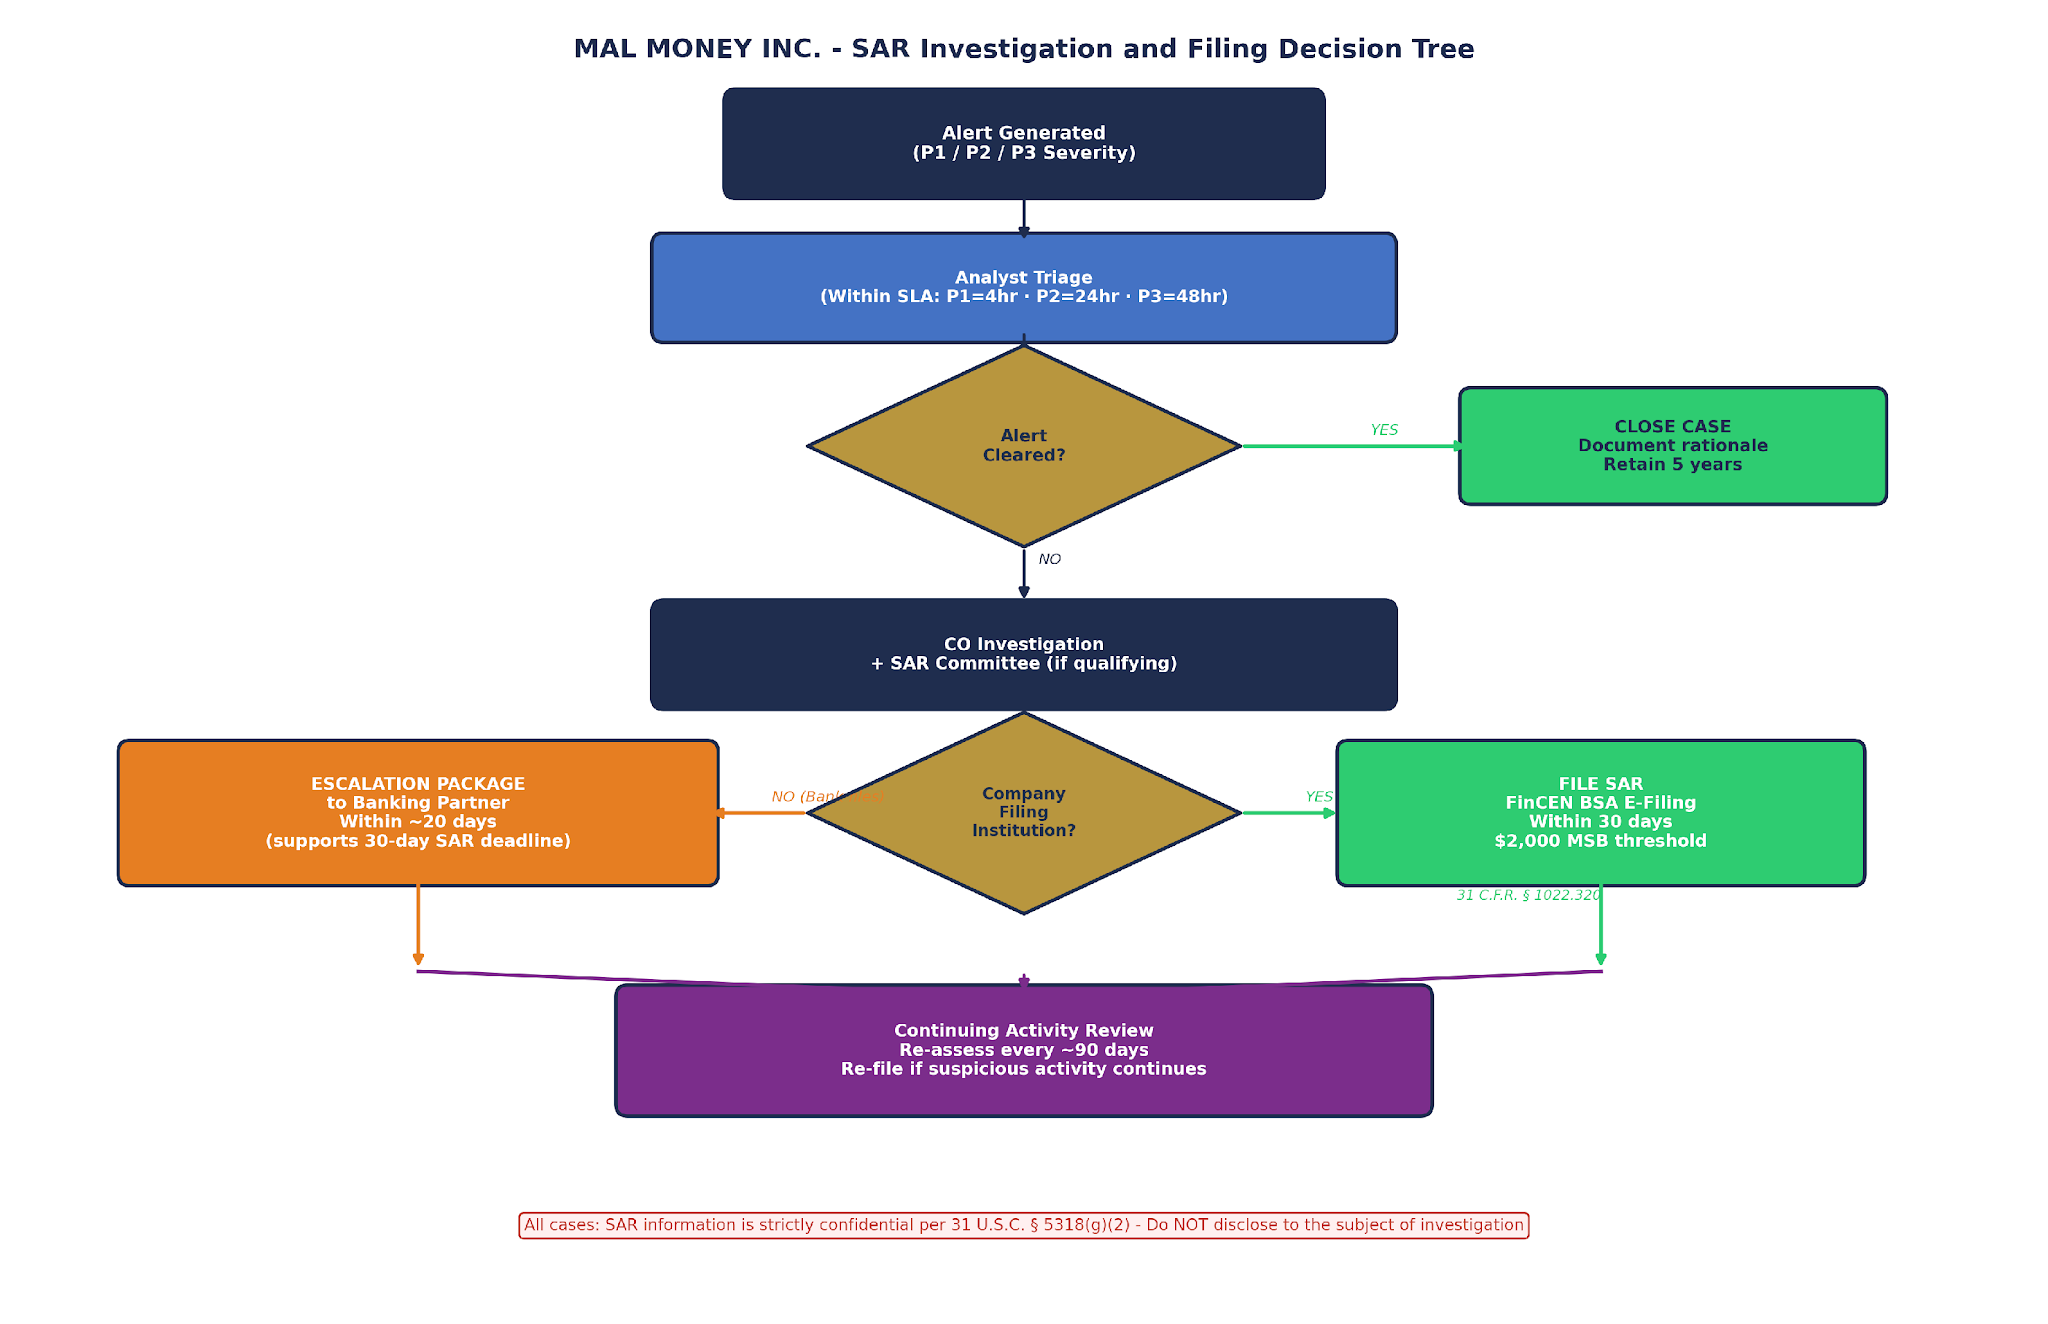 MAL MONEY INC. - SAR Investigation and Filing Decision Tree
Alert Generated
(P1 / P2 / P3 Severity)
Analyst Triage
(Within SLA: P1=4hr · P2=24hr · P3=48hr)
Alert
Cleared?
YES
CLOSE CASE
Document rationale
Retain 5 years
NO
CO Investigation
+ SAR Committee (if qualifying)
ESCALATION PACKAGE
to Banking Partner
Within ~20 days
(supports 30-day SAR deadline)
NO
Company
Filing
Institution?
YES
FILE SAR
FinCEN BSA E-Filing
Within 30 days
$2,000 MSB threshold
31 C.F.R. § 1022.320
Continuing Activity Review
Re-assess every ~90 days
Re-file if suspicious activity continues
All cases: SAR information is strictly confidential per 31 U.S.C. § 5318(g)(2) - Do NOT disclose to the subject of investigation